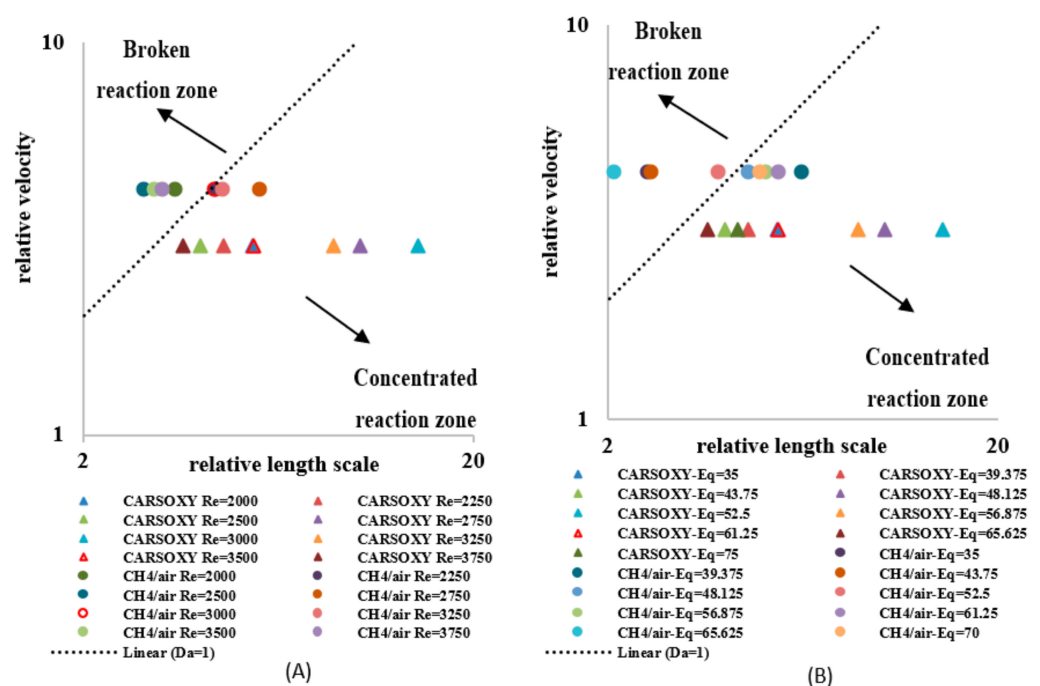 10
Broken
reaction zone
relative velocity
Concentrated
reaction zone
1
2
20
relative length scale
CARSOXY Re=2000
CARSOXY Re=2250
CARSOXY Re=2500
CARSOXY Re=2750
CARSOXY Re=3000
CARSOXY Re=3250
CARSOXY Re=3500
CARSOXY Re=3750
CH4/air Re=2000
CH4/air Re=2250
CH4/air Re=2500
CH4/air Re=2750
CH4/air Re=3000
CH4/air Re=3250
CH4/air Re=3500
CH4/air Re=3750
Linear (Da=1)
(A)
10
Broken
reaction zone
relative velocity
Concentrated
reaction zone
1
2
20
relative length scale
CARSOXY-Eq=35
CARSOXY-Eq=39.375
CARSOXY-Eq=43.75
CARSOXY-Eq=48.125
CARSOXY-Eq=52.5
CARSOXY-Eq=56.875
CARSOXY-Eq=61.25
CARSOXY-Eq=65.625
CARSOXY-Eq=75
CH4/air-Eq=35
CH4/air-Eq=39.375
CH4/air-Eq=43.75
CH4/air-Eq=48.125
CH4/air-Eq=52.5
CH4/air-Eq=56.875
CH4/air-Eq=61.25
CH4/air-Eq=65.625
CH4/air-Eq=70
Linear (Da=1)
(B)